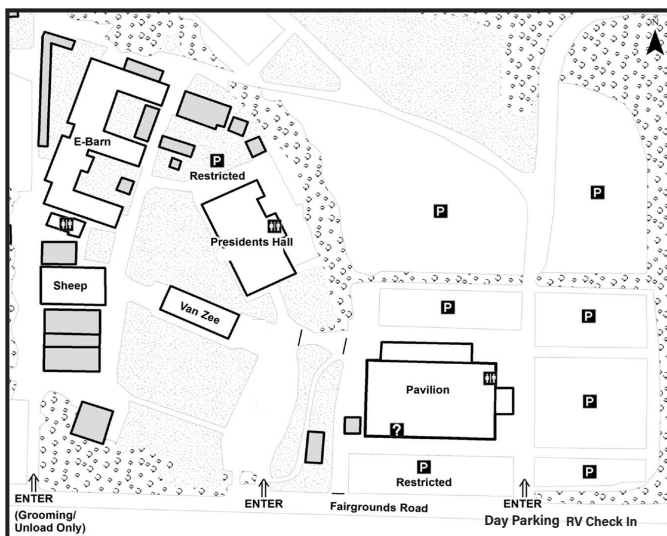 N
E-Barn
P
Restricted
P
P
Presidents Hall
Sheep
Van Zee
P
P
Pavilion
P
?
P
Restricted
P
ENTER
(Grooming/
Unload Only)
ENTER
Fairgrounds Road
ENTER
Day Parking RV Check In